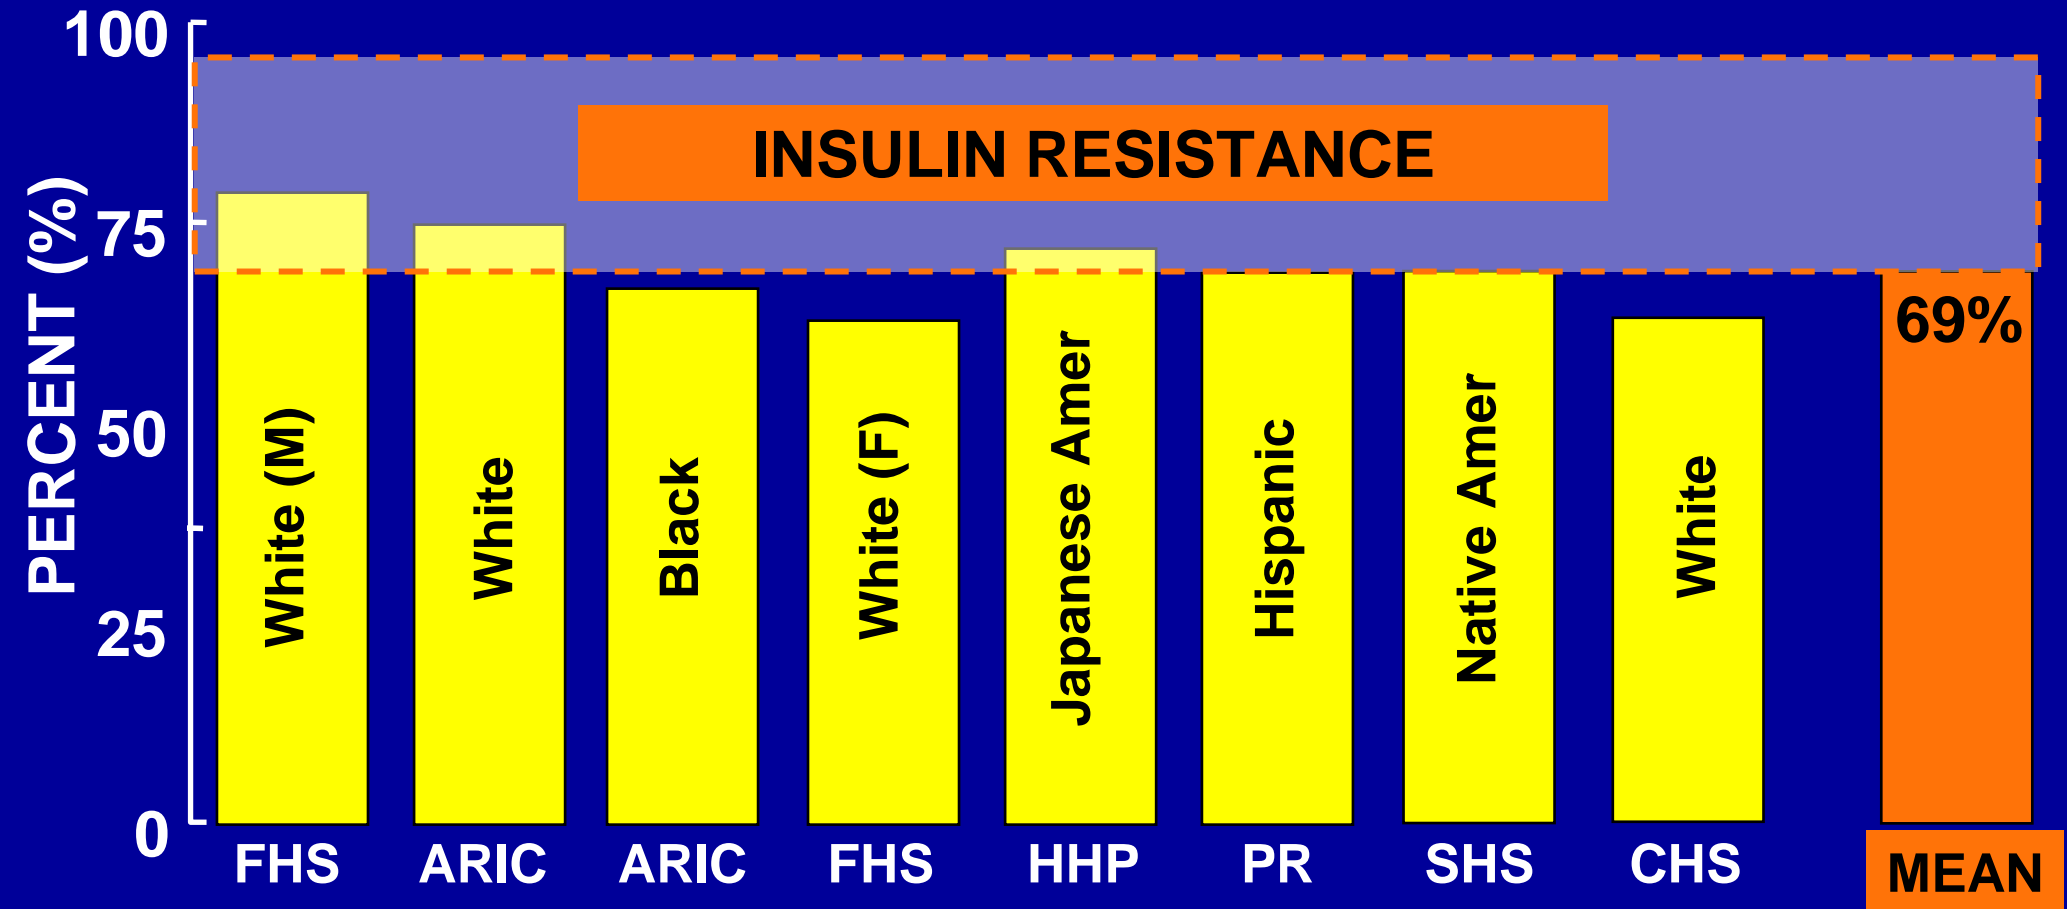 PERCENT (%)
100
75
50
25
0
INSULIN RESISTANCE
White (M)
White
Black
White (F)
Japanese Amer
Hispanic
Native Amer
White
69%
FHS
ARIC
ARIC
FHS
HHP
PR
SHS
CHS
MEAN